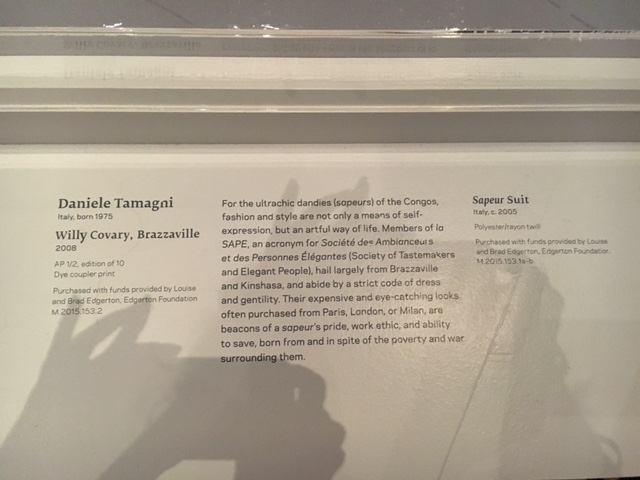 Daniele Tamagni
Italy, born 1975
Willy Covary, Brazzaville
2008
AP 1/2, edition of 10
Dye coupler print
Purchased with funds provided by Louise
and Brad Edgerton, Edgerton Foundation
M.2015.153.2
For the ultrachic dandies (sapeurs) of the Congos,
fashion and style are not only a means of self-
expression, but an artful way of life. Members of la
SAPE, an acronym for Société des Ambianceurs
et des Personnes Élégantes (Society of Tastemakers
and Elegant People), hail largely from Brazzaville
and Kinshasa, and abide by a strict code of dress
and gentility. Their expensive and eye-catching looks,
often purchased from Paris, London, or Milan, are
beacons of a sapeur's pride, work ethic, and ability
to save, born from and in spite of the poverty and war
surrounding them.
Sapeur Suit
Italy, c. 2005
Polyester/rayon twill
Purchased with funds provided by Louise
and Brad Edgerton, Edgerton Foundation,
M.2015.153.1a-b